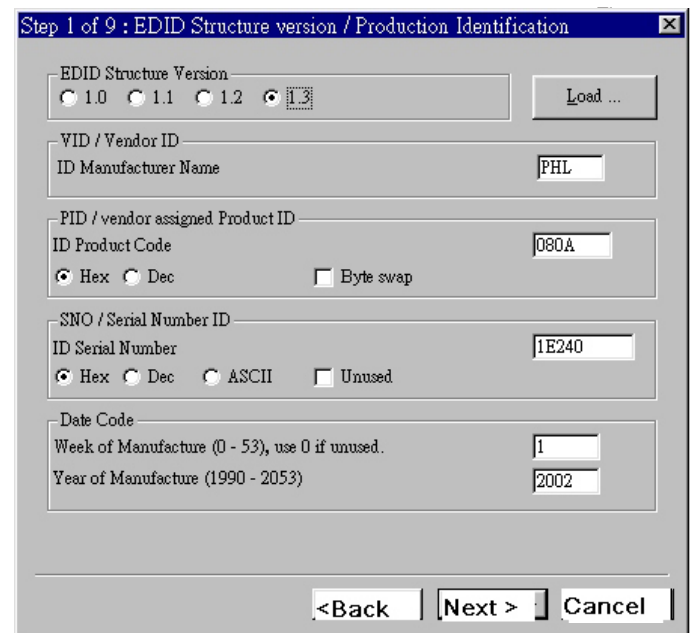 Step 1 of 9 : EDID Structure version / Production Identification
EDID Structure Version
1.0 1.1 1.2 1.3
Load ...
VID / Vendor ID
ID Manufacturer Name PHL
PID / vendor assigned Product ID
ID Product Code 080A
Hex Dec Byte swap
SNO / Serial Number ID
ID Serial Number 1E240
Hex Dec ASCII Unused
Date Code
Week of Manufacture (0 - 53), use 0 if unused. 1
Year of Manufacture (1990 - 2053) 2002
<Back Next > Cancel